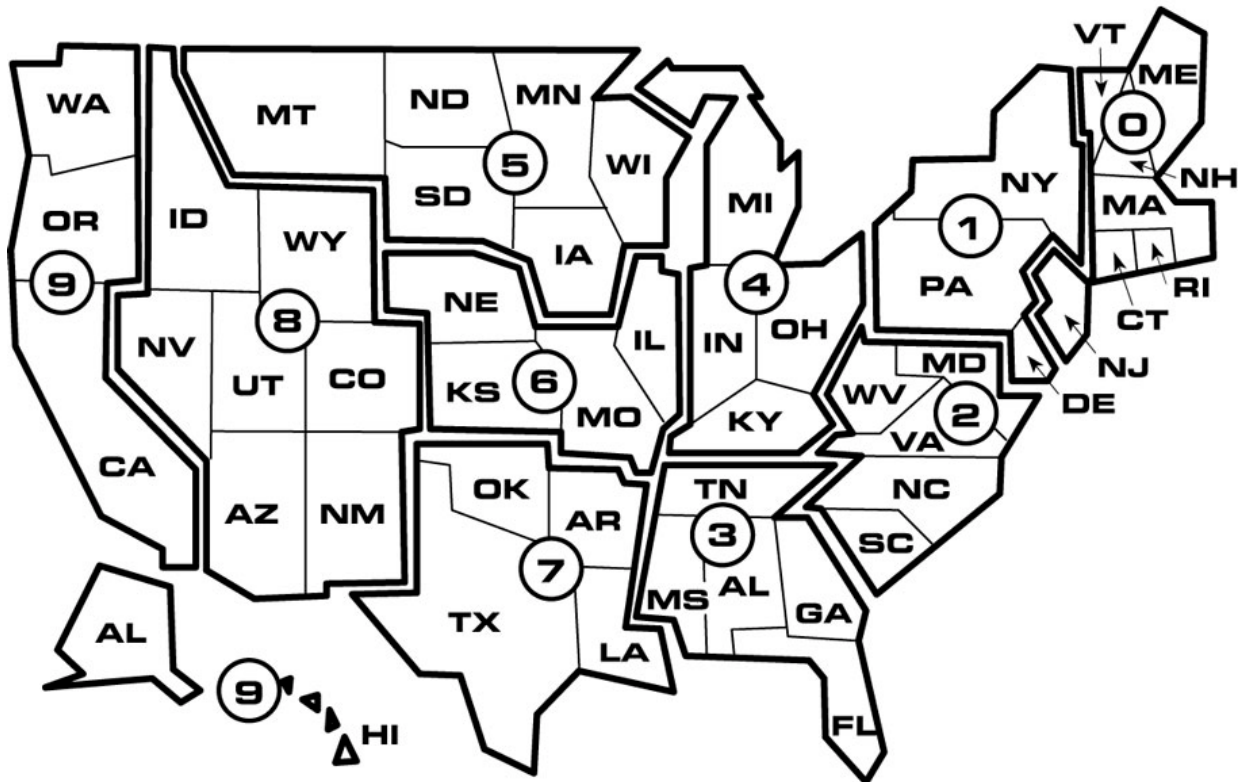 VT
ME
WA
MT
ND
MN
0
5
WI
NY
NH
OR
ID
SD
MI
MA
WY
1
IA
9
4
PA
RI
8
NE
CT
NV
IL
IN
OH
NJ
UT
CO
KS
6
MD
WV
DE
MO
KY
2
VA
CA
OK
TN
NC
AZ
NM
AR
3
SC
7
AL
MS
GA
TX
AL
LA
9
FL
HI